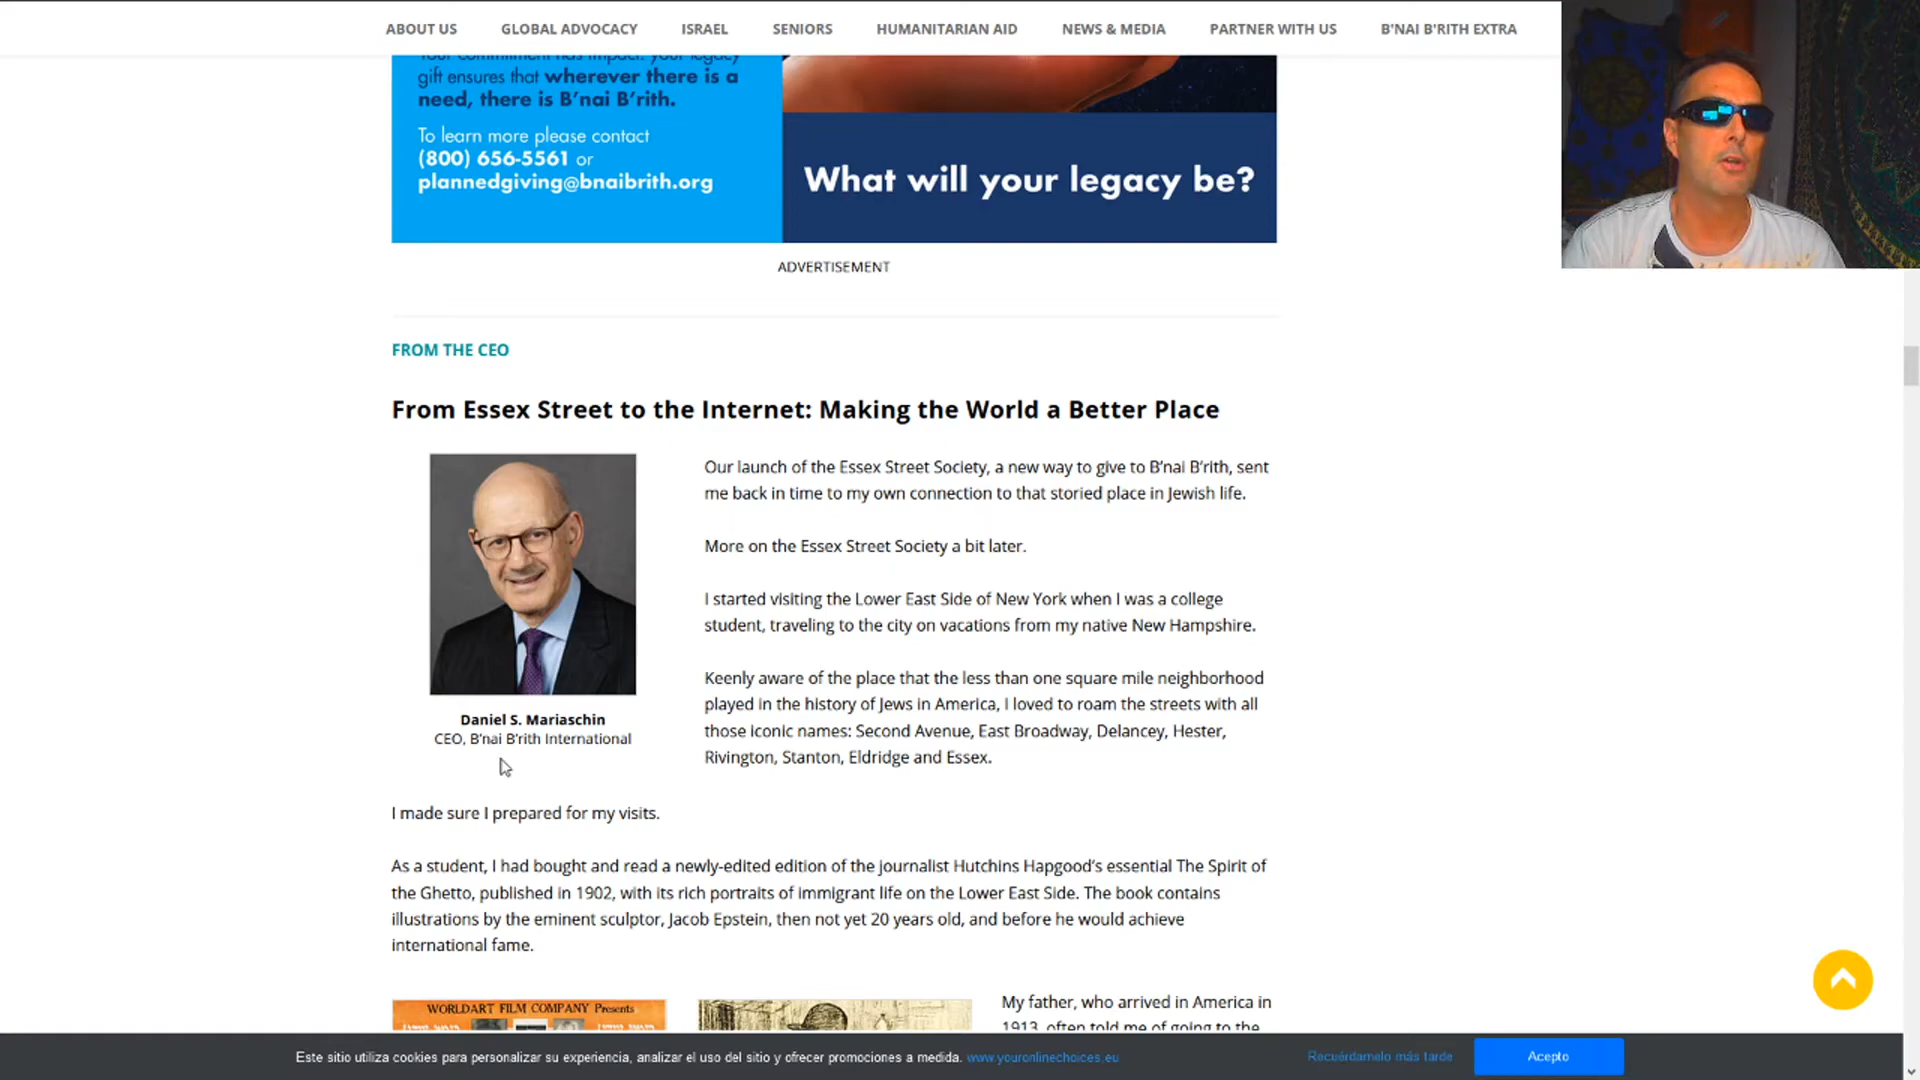 ABOUT US GLOBAL ADVOCACY ISRAEL SENIORS HUMANITARIAN AID NEWS & MEDIA PARTNER WITH US B'NAI B'RITH EXTRA
Your commitment has impact: your legacy
gift ensures that wherever there is a
need, there is B'nai B'rith.
To learn more please contact
(800) 656-5561 or
plannedgiving@bnaibrith.org
What will your legacy be?
ADVERTISEMENT
FROM THE CEO
From Essex Street to the Internet: Making the World a Better Place
Daniel S. Mariaschin
CEO, B'nai B'rith International
Our launch of the Essex Street Society, a new way to give to B'nai B'rith, sent
me back in time to my own connection to that storied place in Jewish life.
More on the Essex Street Society a bit later.
I started visiting the Lower East Side of New York when I was a college
student, traveling to the city on vacations from my native New Hampshire.
Keenly aware of the place that the less than one square mile neighborhood
played in the history of Jews in America, I loved to roam the streets with all
those iconic names: Second Avenue, East Broadway, Delancey, Hester,
Rivington, Stanton, Eldridge and Essex.
I made sure I prepared for my visits.
As a student, I had bought and read a newly-edited edition of the journalist Hutchins Hapgood's essential The Spirit of
the Ghetto, published in 1902, with its rich portraits of immigrant life on the Lower East Side. The book contains
illustrations by the eminent sculptor, Jacob Epstein, then not yet 20 years old, and before he would achieve
international fame.
WORLDART FILM COMPANY Presents
My father, who arrived in America in
1913, often told me of going to the
Este sitio utiliza cookies para personalizar su experiencia, analizar el uso del sitio y ofrecer promociones a medida. www.youronlinechoices.eu
Recuérdamelo más tarde
Acepto